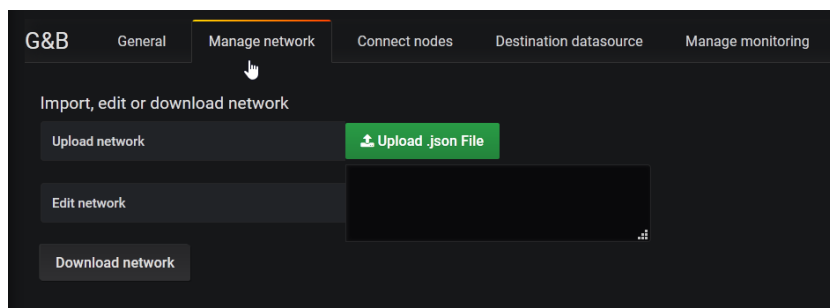 G&B General Manage network Connect nodes Destination datasource Manage monitoring
Import, edit or download network
Upload network Upload .json File
Edit network
Download network